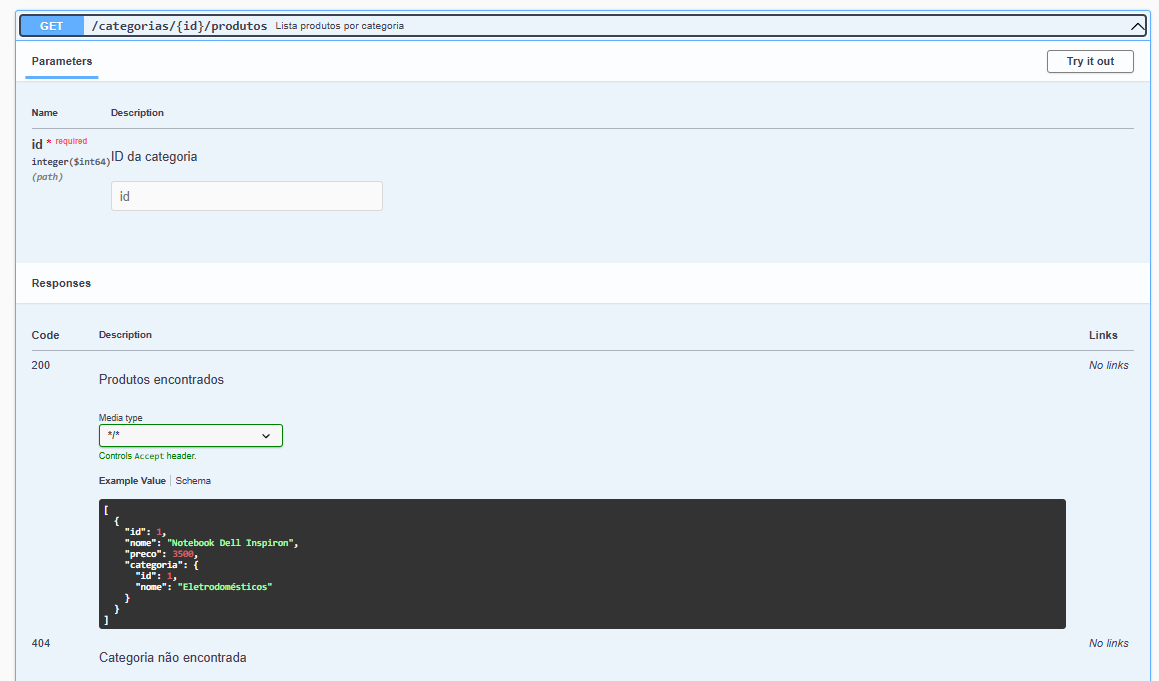 GET /categorias/{id}/produtos Lista produtos por categoria
Parameters
Try it out
Name Description
id * required
integer($int64)
(path)
ID da categoria
id
Responses
Code Description Links
200 No links
Produtos encontrados
Media type
*/*
Controls Accept header.
Example Value Schema
[
  {
    "id": 1,
    "nome": "Notebook Dell Inspiron",
    "preco": 3500,
    "categoria": {
      "id": 1,
      "nome": "Eletrodomésticos"
    }
  }
]
404 No links
Categoria não encontrada